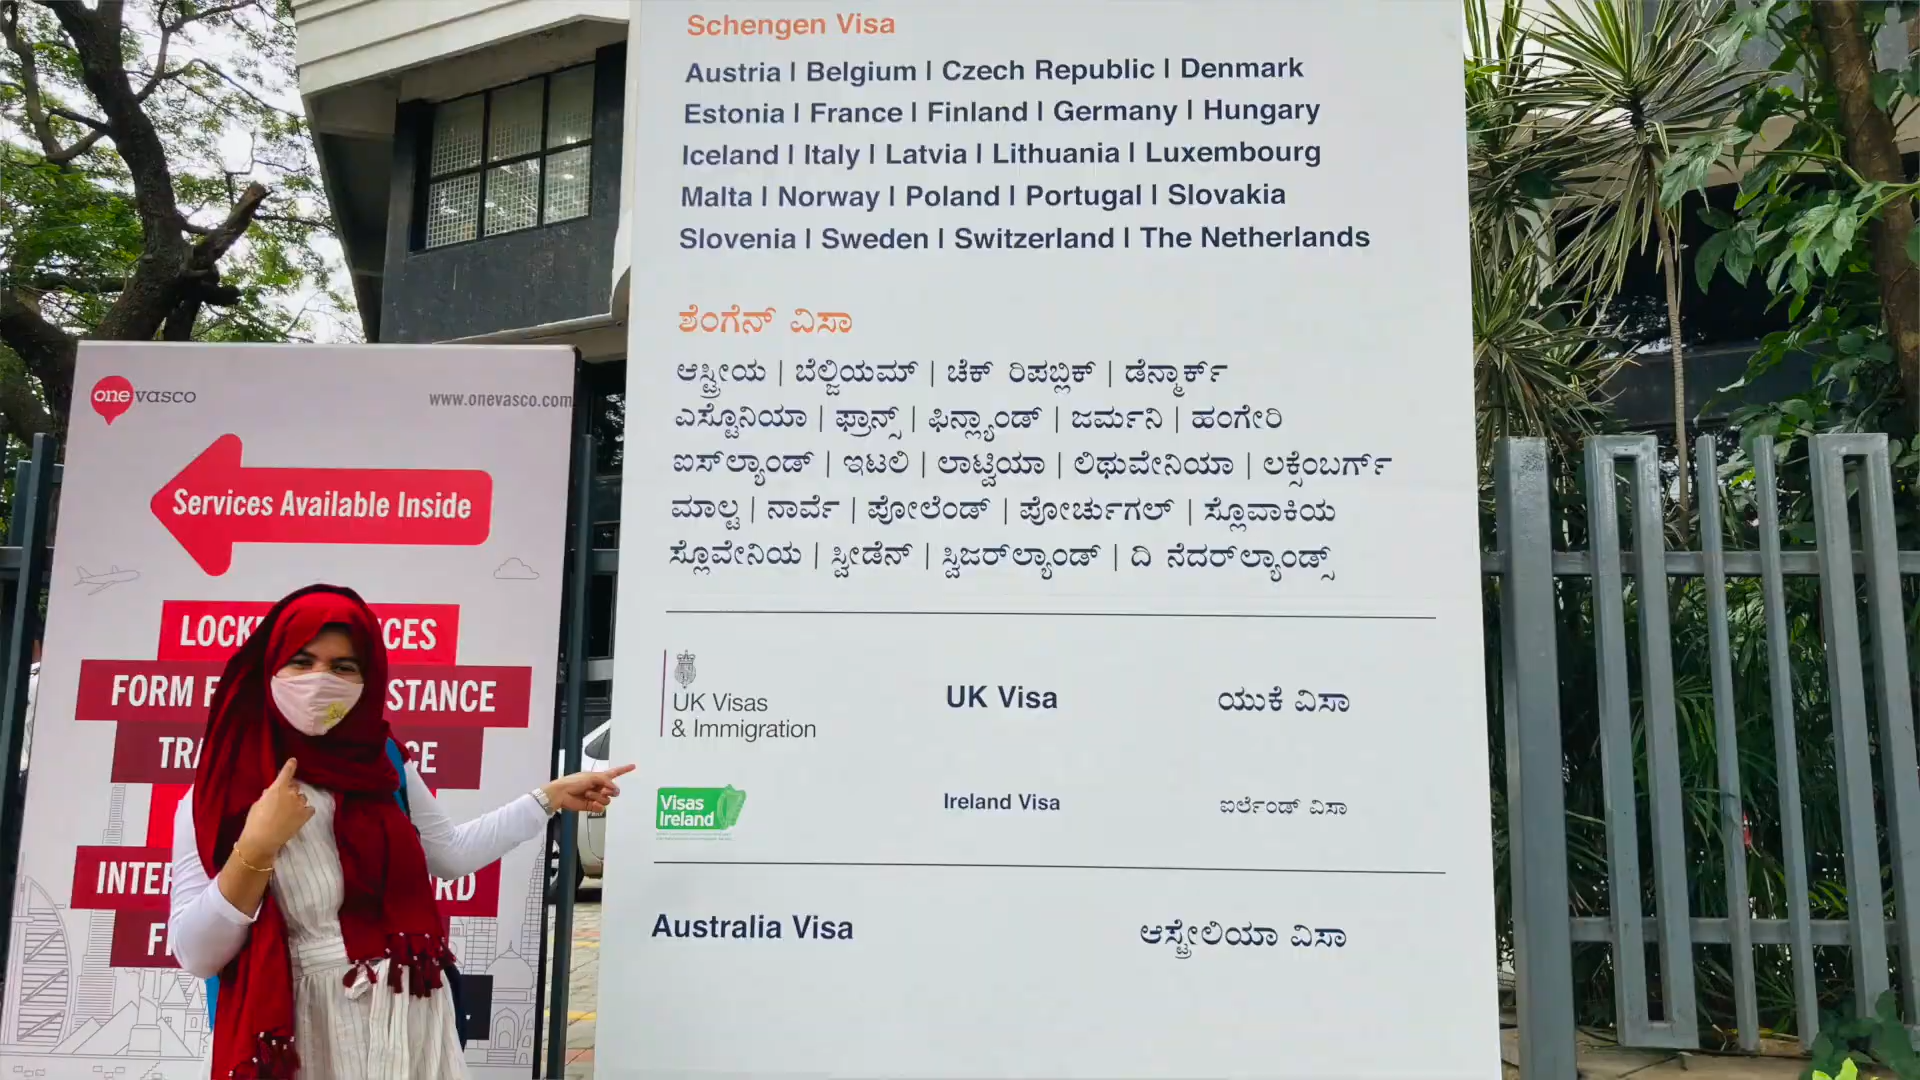 Schengen Visa
Austria | Belgium | Czech Republic | Denmark
Estonia | France | Finland | Germany | Hungary
Iceland | Italy | Latvia | Lithuania | Luxembourg
Malta | Norway | Poland | Portugal | Slovakia
Slovenia | Sweden | Switzerland | The Netherlands
ಶೆಂಗೆನ್ ವಿಸಾ
ಆಸ್ಟ್ರೀಯ | ಬೆಲ್ಜಿಯಮ್ | ಚೆಕ್ ರಿಪಬ್ಲಿಕ್ | ಡೆನ್ಮಾರ್ಕ್
ಎಸ್ಟೊನಿಯಾ | ಫ್ರಾನ್ಸ್ | ಫಿನ್ಲ್ಯಾಂಡ್ | ಜರ್ಮನಿ | ಹಂಗೇರಿ
ಐಸ್‌ಲ್ಯಾಂಡ್ | ಇಟಲಿ | ಲಾಟ್ವಿಯಾ | ಲಿಥುವೇನಿಯಾ | ಲಕ್ಸೆಂಬರ್ಗ್
ಮಾಲ್ಟ | ನಾರ್ವೆ | ಪೋಲೆಂಡ್ | ಪೋರ್ಚುಗಲ್ | ಸ್ಲೊವಾಕಿಯ
ಸ್ಲೊವೇನಿಯ | ಸ್ವೀಡೆನ್ | ಸ್ವಿಜರ್‌ಲ್ಯಾಂಡ್ | ದಿ ನೆದರ್‌ಲ್ಯಾಂಡ್ಸ್
UK Visas
& Immigration
UK Visa
ಯುಕೆ ವಿಸಾ
Visas
Ireland
Ireland Visa
ಐರ್ಲೆಂಡ್ ವಿಸಾ
Australia Visa
ಆಸ್ಟ್ರೇಲಿಯಾ ವಿಸಾ
one vasco
www.onevasco.com
Services Available Inside
FORM